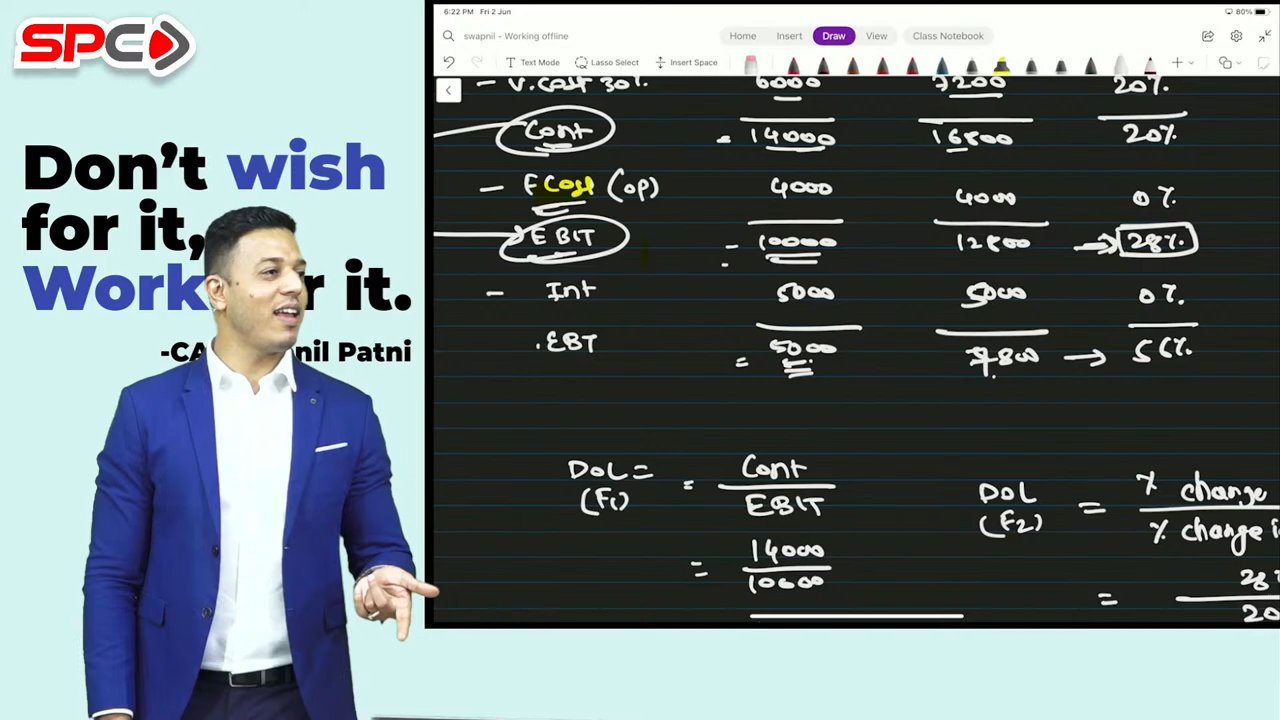 SPC
6:22 PM Fri 2 Jun
80%
swapnil - Working offline
Home Insert Draw View Class Notebook
Text Mode Lasso Select Insert Space
Don't wish
for it,
Work r it.
-CA nil Patni
- V. Cost 30%. 6000 7200 20%.
Cont = 14000 16800 20%.
- F Cost (op) 4000 4000 0%.
EBIT = 10000 12800 → 28%.
- Int 5000 5000 0%.
.EBT = 5000 7800 → 56%.
DOL = = Cont
(F1) EBIT
= 14000
10000
DOL = % change
(F2) % change i
= 28
20